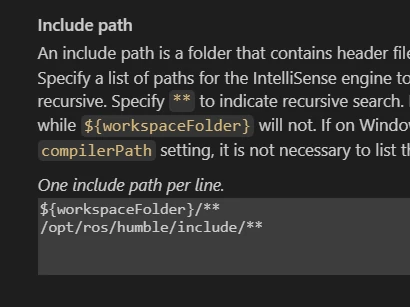 Include path
An include path is a folder that contains header file
Specify a list of paths for the IntelliSense engine to
recursive. Specify ** to indicate recursive search.
while ${workspaceFolder} will not. If on Window
compilerPath setting, it is not necessary to list th
One include path per line.
${workspaceFolder}/**
/opt/ros/humble/include/**